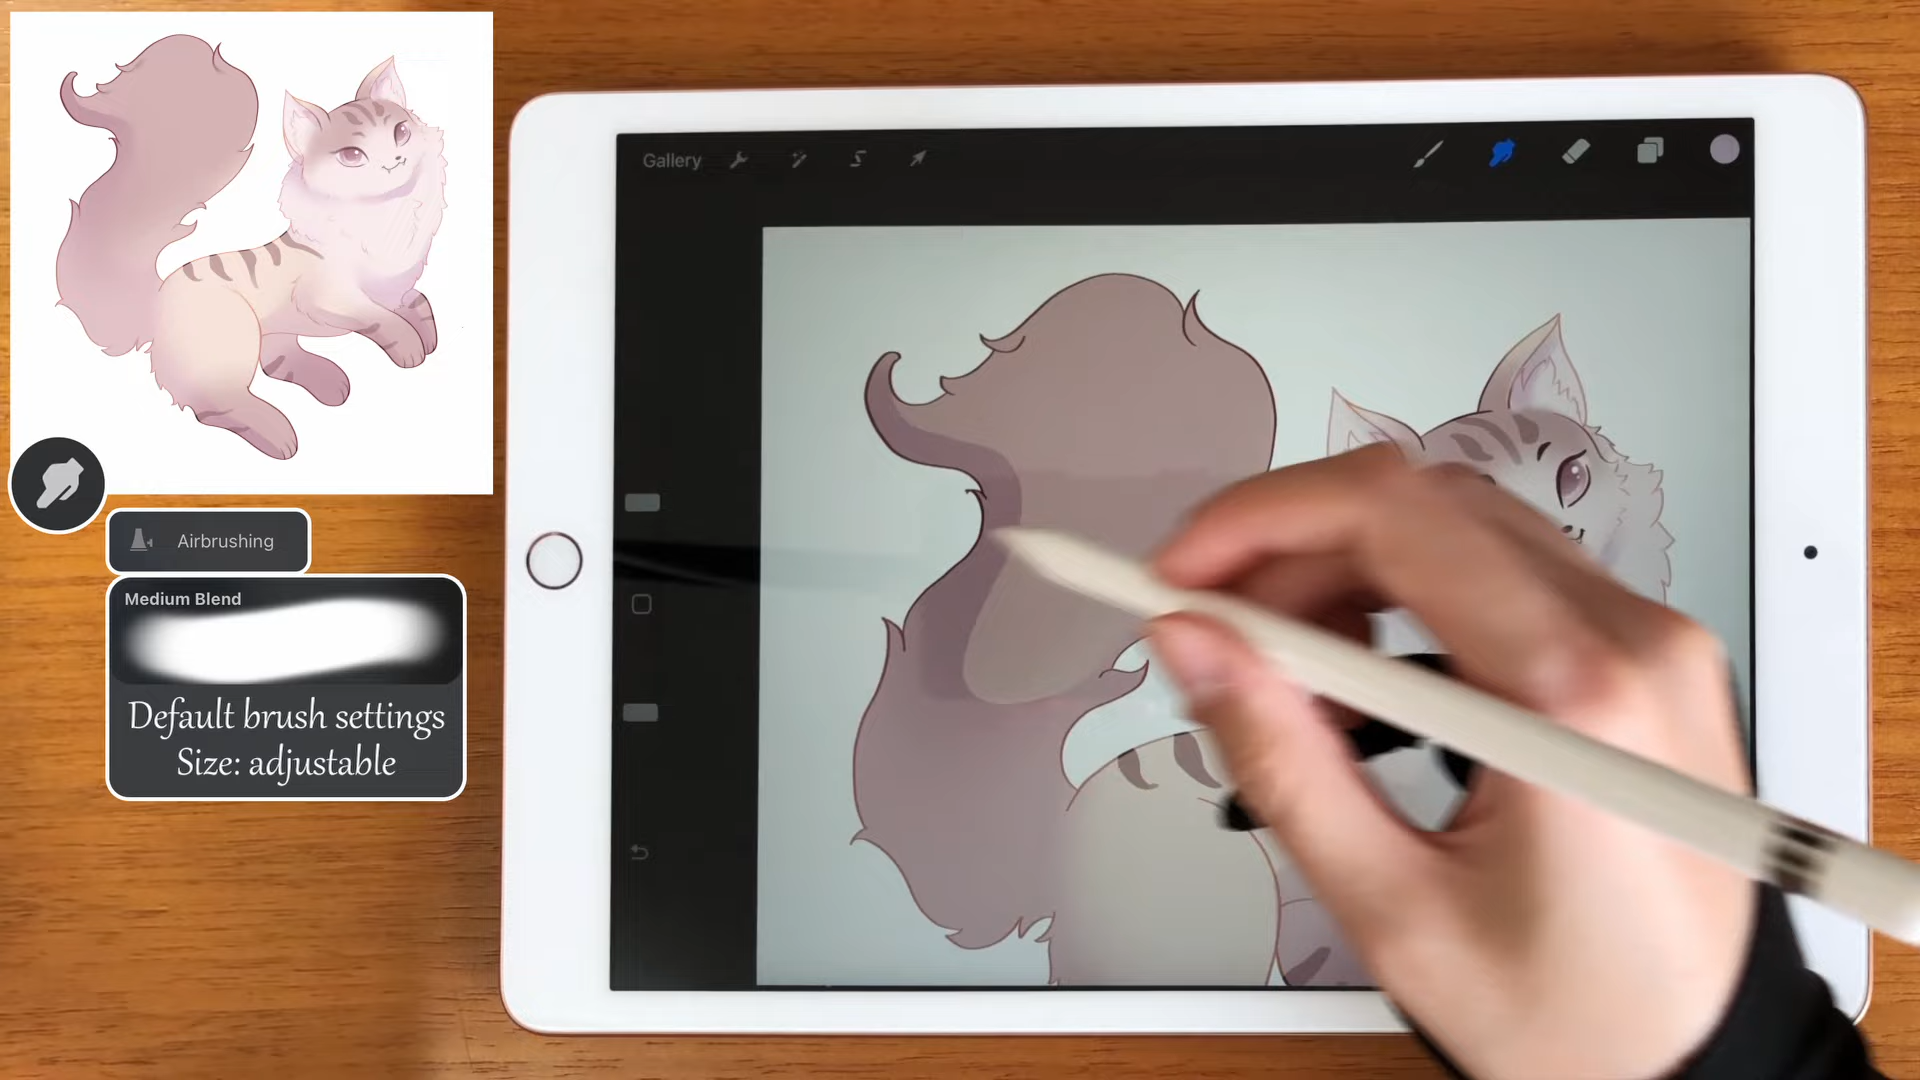 Gallery
Airbrushing
Medium Blend
Default brush settings
Size: adjustable